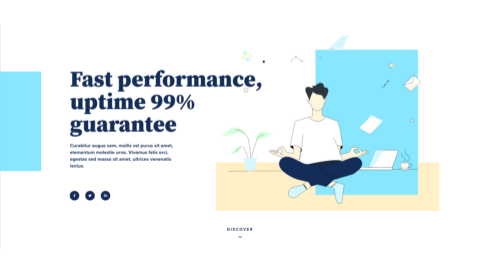 Fast performance,
uptime 99%
guarantee
Curabitur augue sem, mollis vel purus sit amet,
elementum molestie urna. Vivamus felis orci,
egestas sed massa sit amet, ultrices venenatis
lectus.
DISCOVER